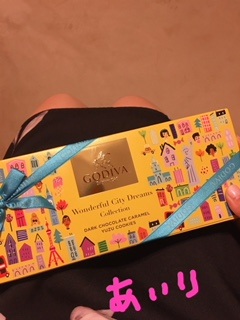 GODIVA
Wonderful City Dreams
Collection
DARK CHOCOLATE CARAMEL
YUZU COOKIES
あいり